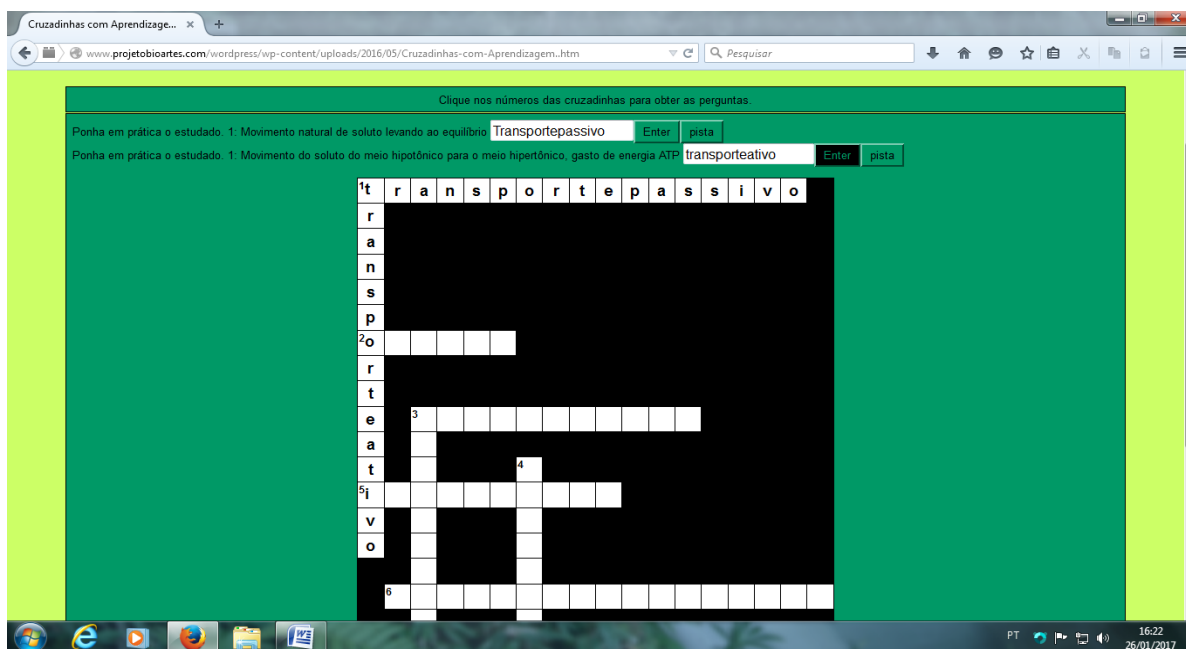 Cruzadinhas com Aprendizage... × +
www.projetobioartes.com/wordpress/wp-content/uploads/2016/05/Cruzadinhas-com-Aprendizagem..htm Pesquisar
Clique nos números das cruzadinhas para obter as perguntas.
Ponha em prática o estudado. 1: Movimento natural de soluto levando ao equilíbrio Transportepassivo Enter pista
Ponha em prática o estudado. 1: Movimento do soluto do meio hipotônico para o meio hipertônico, gasto de energia ATP transporteativo Enter pista
1t r a n s p o r t e p a s s i v o
r
a
n
s
p
2o
r
t
3
e
a
4
t
5i
v
o
6
PT 16:22
26/01/2017